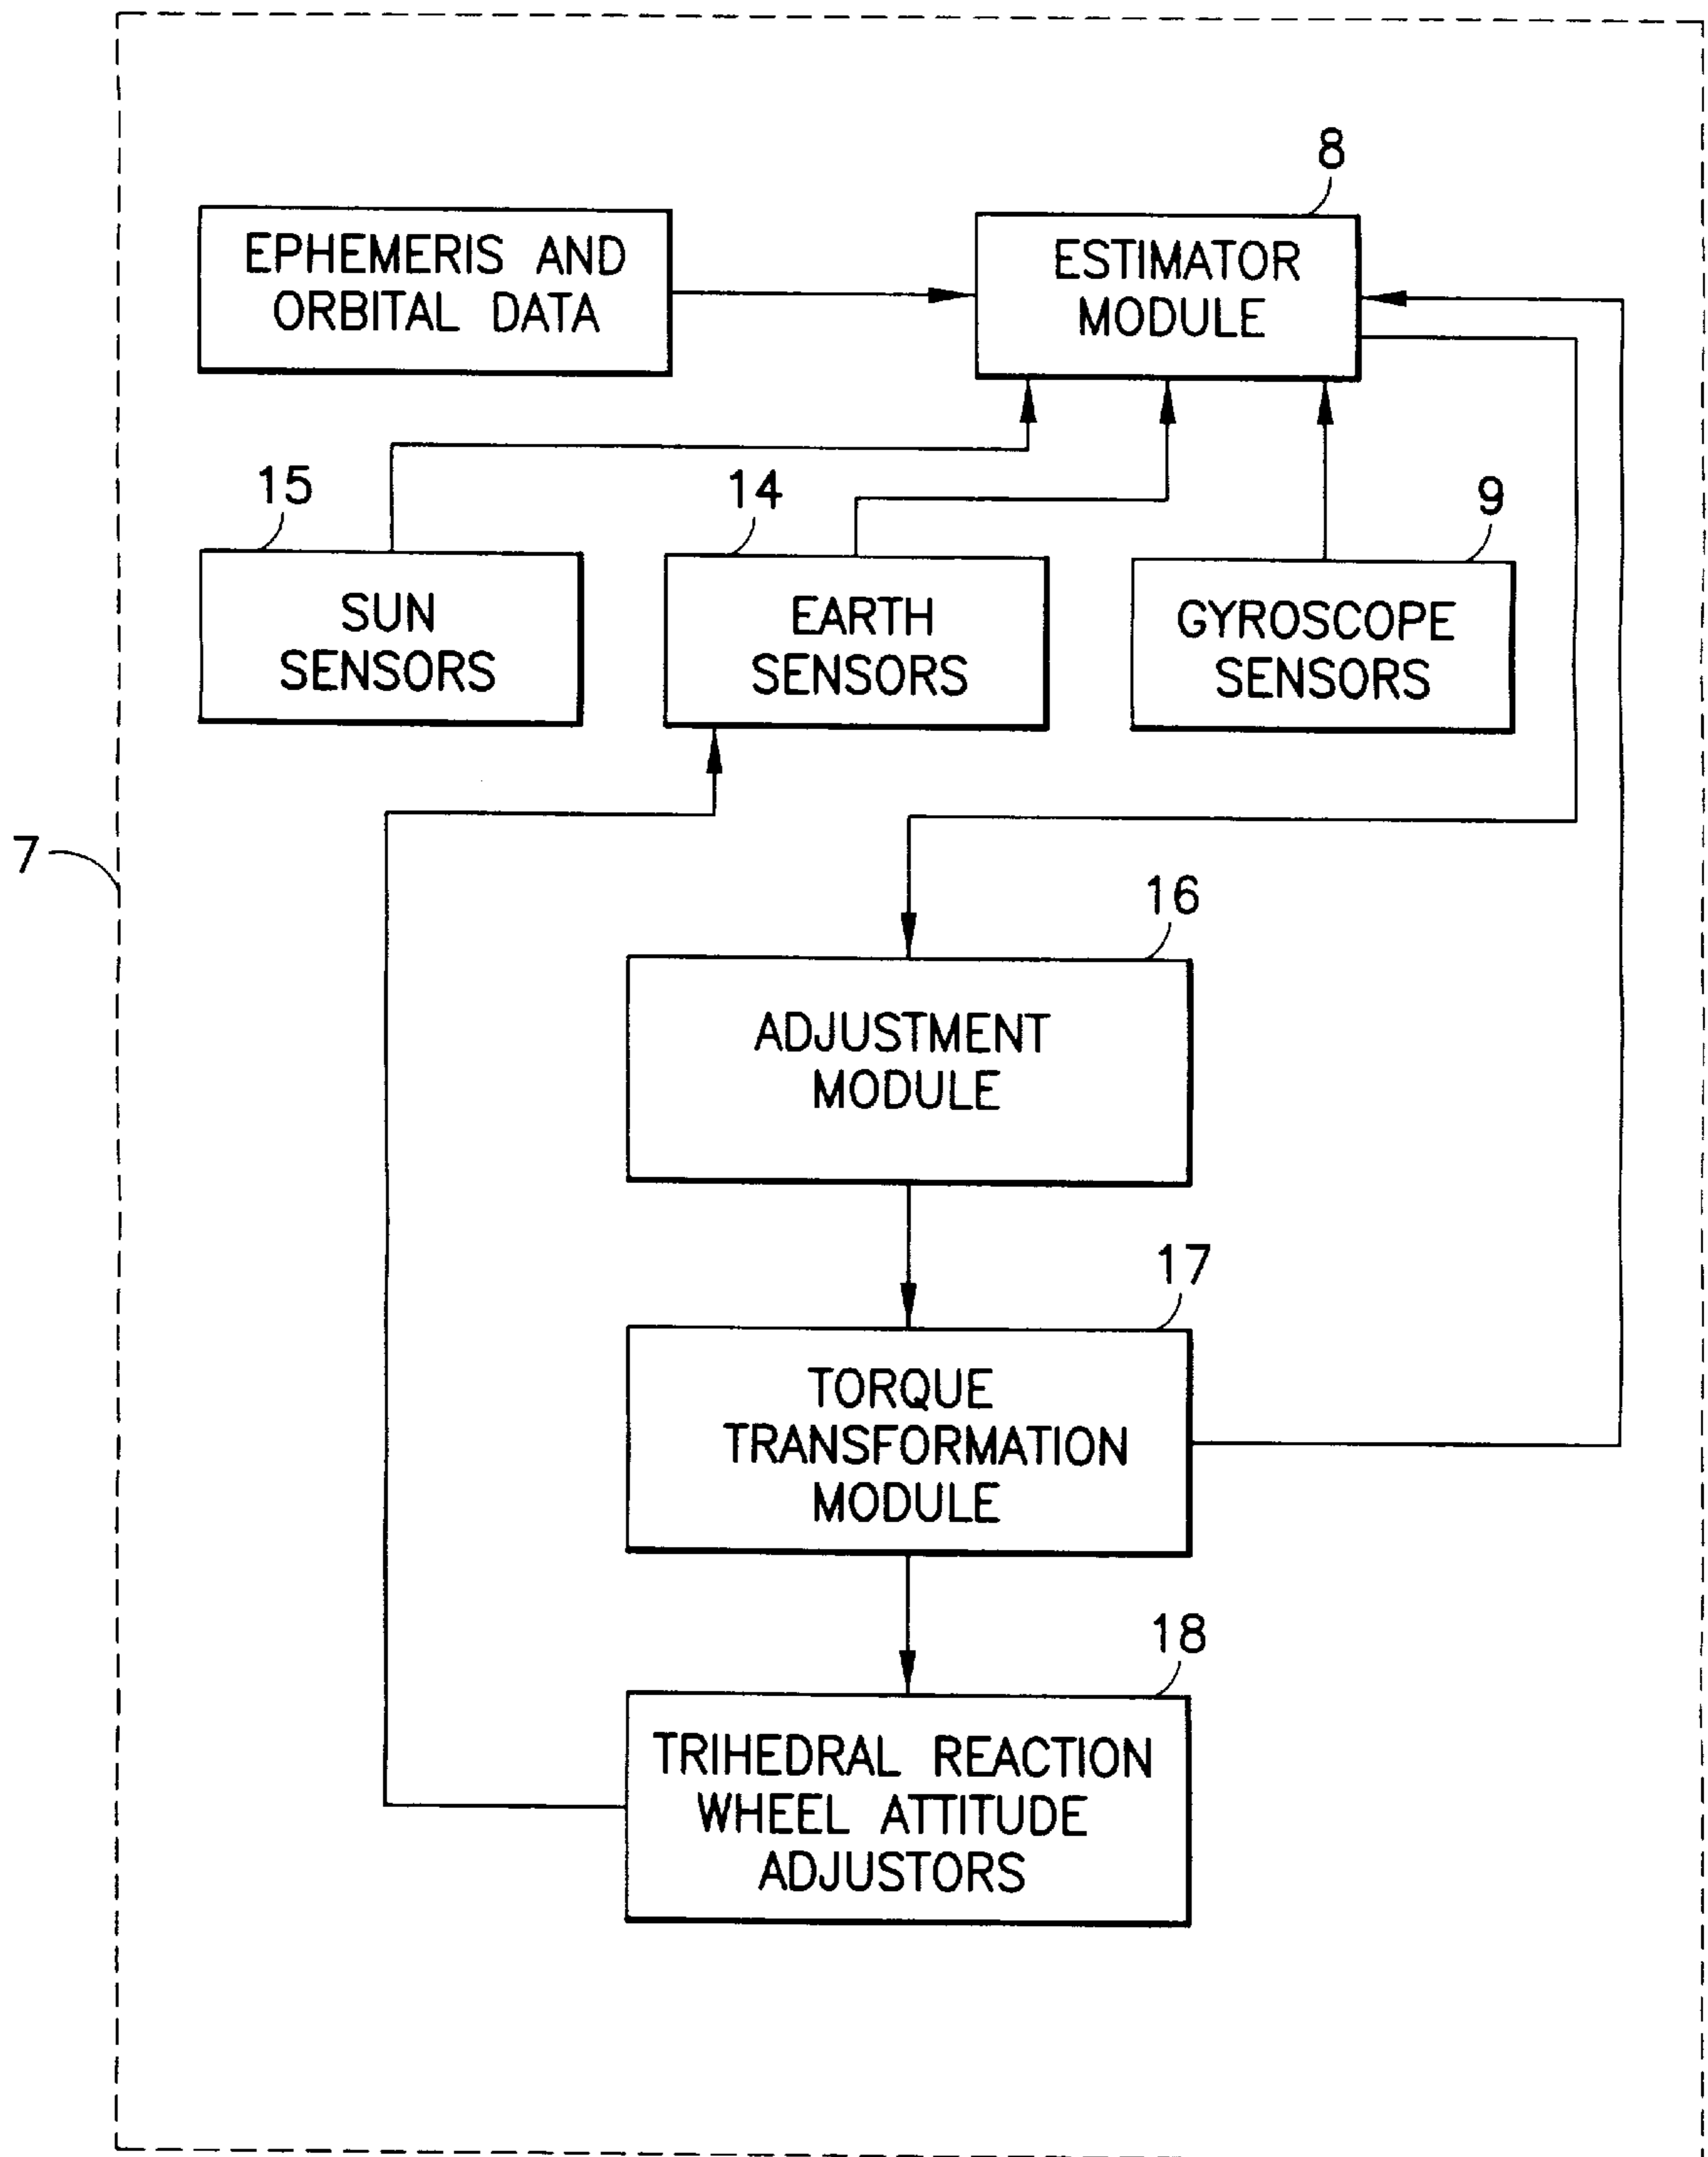 8
EPHEMERIS AND
ORBITAL DATA
ESTIMATOR
MODULE
15
14
9
SUN
SENSORS
EARTH
SENSORS
GYROSCOPE
SENSORS
7
16
ADJUSTMENT
MODULE
17
TORQUE
TRANSFORMATION
MODULE
18
TRIHEDRAL REACTION
WHEEL ATTITUDE
ADJUSTORS